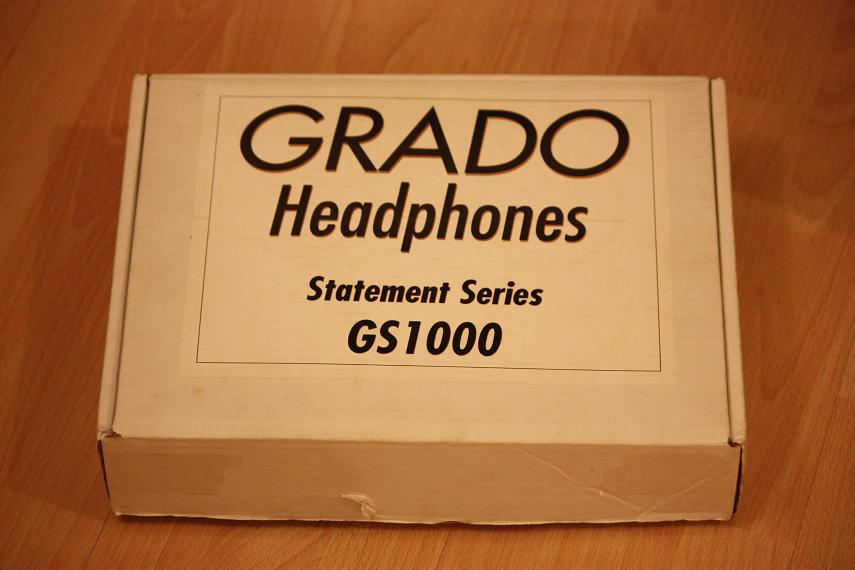 GRADO
Headphones
Statement Series
GS1000